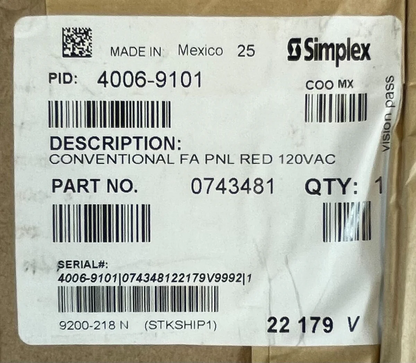 MADE IN: Mexico 25 Simplex
PID: 4006-9101
COO MX
vision pass
DESCRIPTION:
CONVENTIONAL FA PNL RED 120VAC
PART NO. 0743481 QTY: 1
SERIAL#:
4006-9101|074348122179V9992|1
9200-218 N (STKSHIP1) 22 179 V